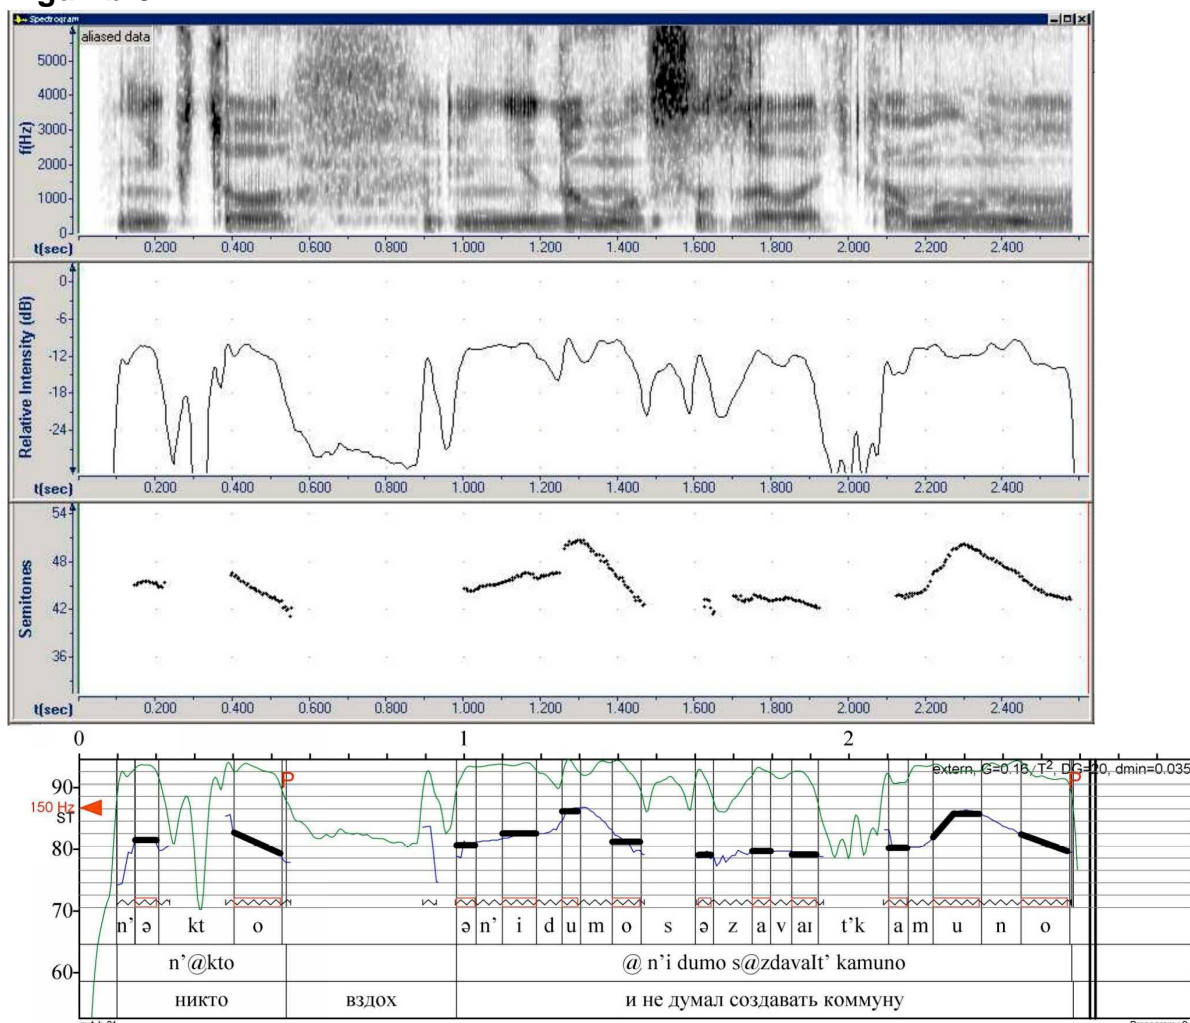 Spectrogram
aliased data
5000
4000
3000
2000
1000
0
f(Hz)
t(sec) 0.200 0.400 0.600 0.800 1.000 1.200 1.400 1.600 1.800 2.000 2.200 2.400
0
-6
-12
-18
-24
Relative Intensity (dB)
t(sec) 0.200 0.400 0.600 0.800 1.000 1.200 1.400 1.600 1.800 2.000 2.200 2.400
54
48
42
36
Semitones
t(sec) 0.200 0.400 0.600 0.800 1.000 1.200 1.400 1.600 1.800 2.000 2.200 2.400
0 1 2
extern, G=0.16, T², DG=20, dmin=0.035
90
P P
150 Hz
ST
80
70
n' ə kt o ə n' i d u m o s ə z a v aɪ t'k a m u n o
60
n'@kto @ n'i dumo s@zdavaIt' kamuno
никто вздох и не думал создавать коммуну